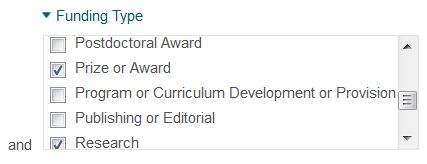 Funding Type
Postdoctoral Award
Prize or Award
Program or Curriculum Development or Provision
Publishing or Editorial
and Research